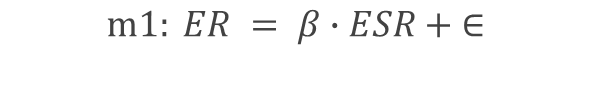 m1: ER = β · ESR + ∈